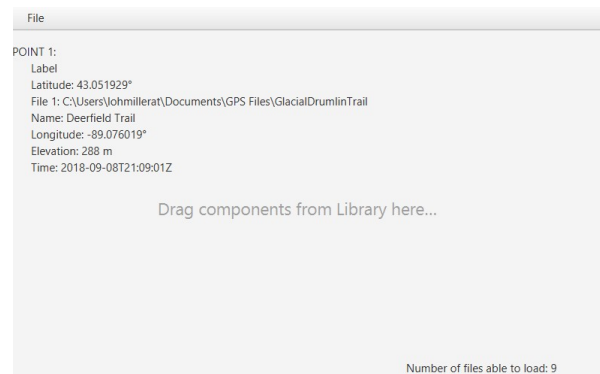 File
POINT 1:
Label
Latitude: 43.051929°
File 1: C:\Users\lohmillerat\Documents\GPS Files\GlacialDrumlinTrail
Name: Deerfield Trail
Longitude: -89.076019°
Elevation: 288 m
Time: 2018-09-08T21:09:01Z
Drag components from Library here...
Number of files able to load: 9